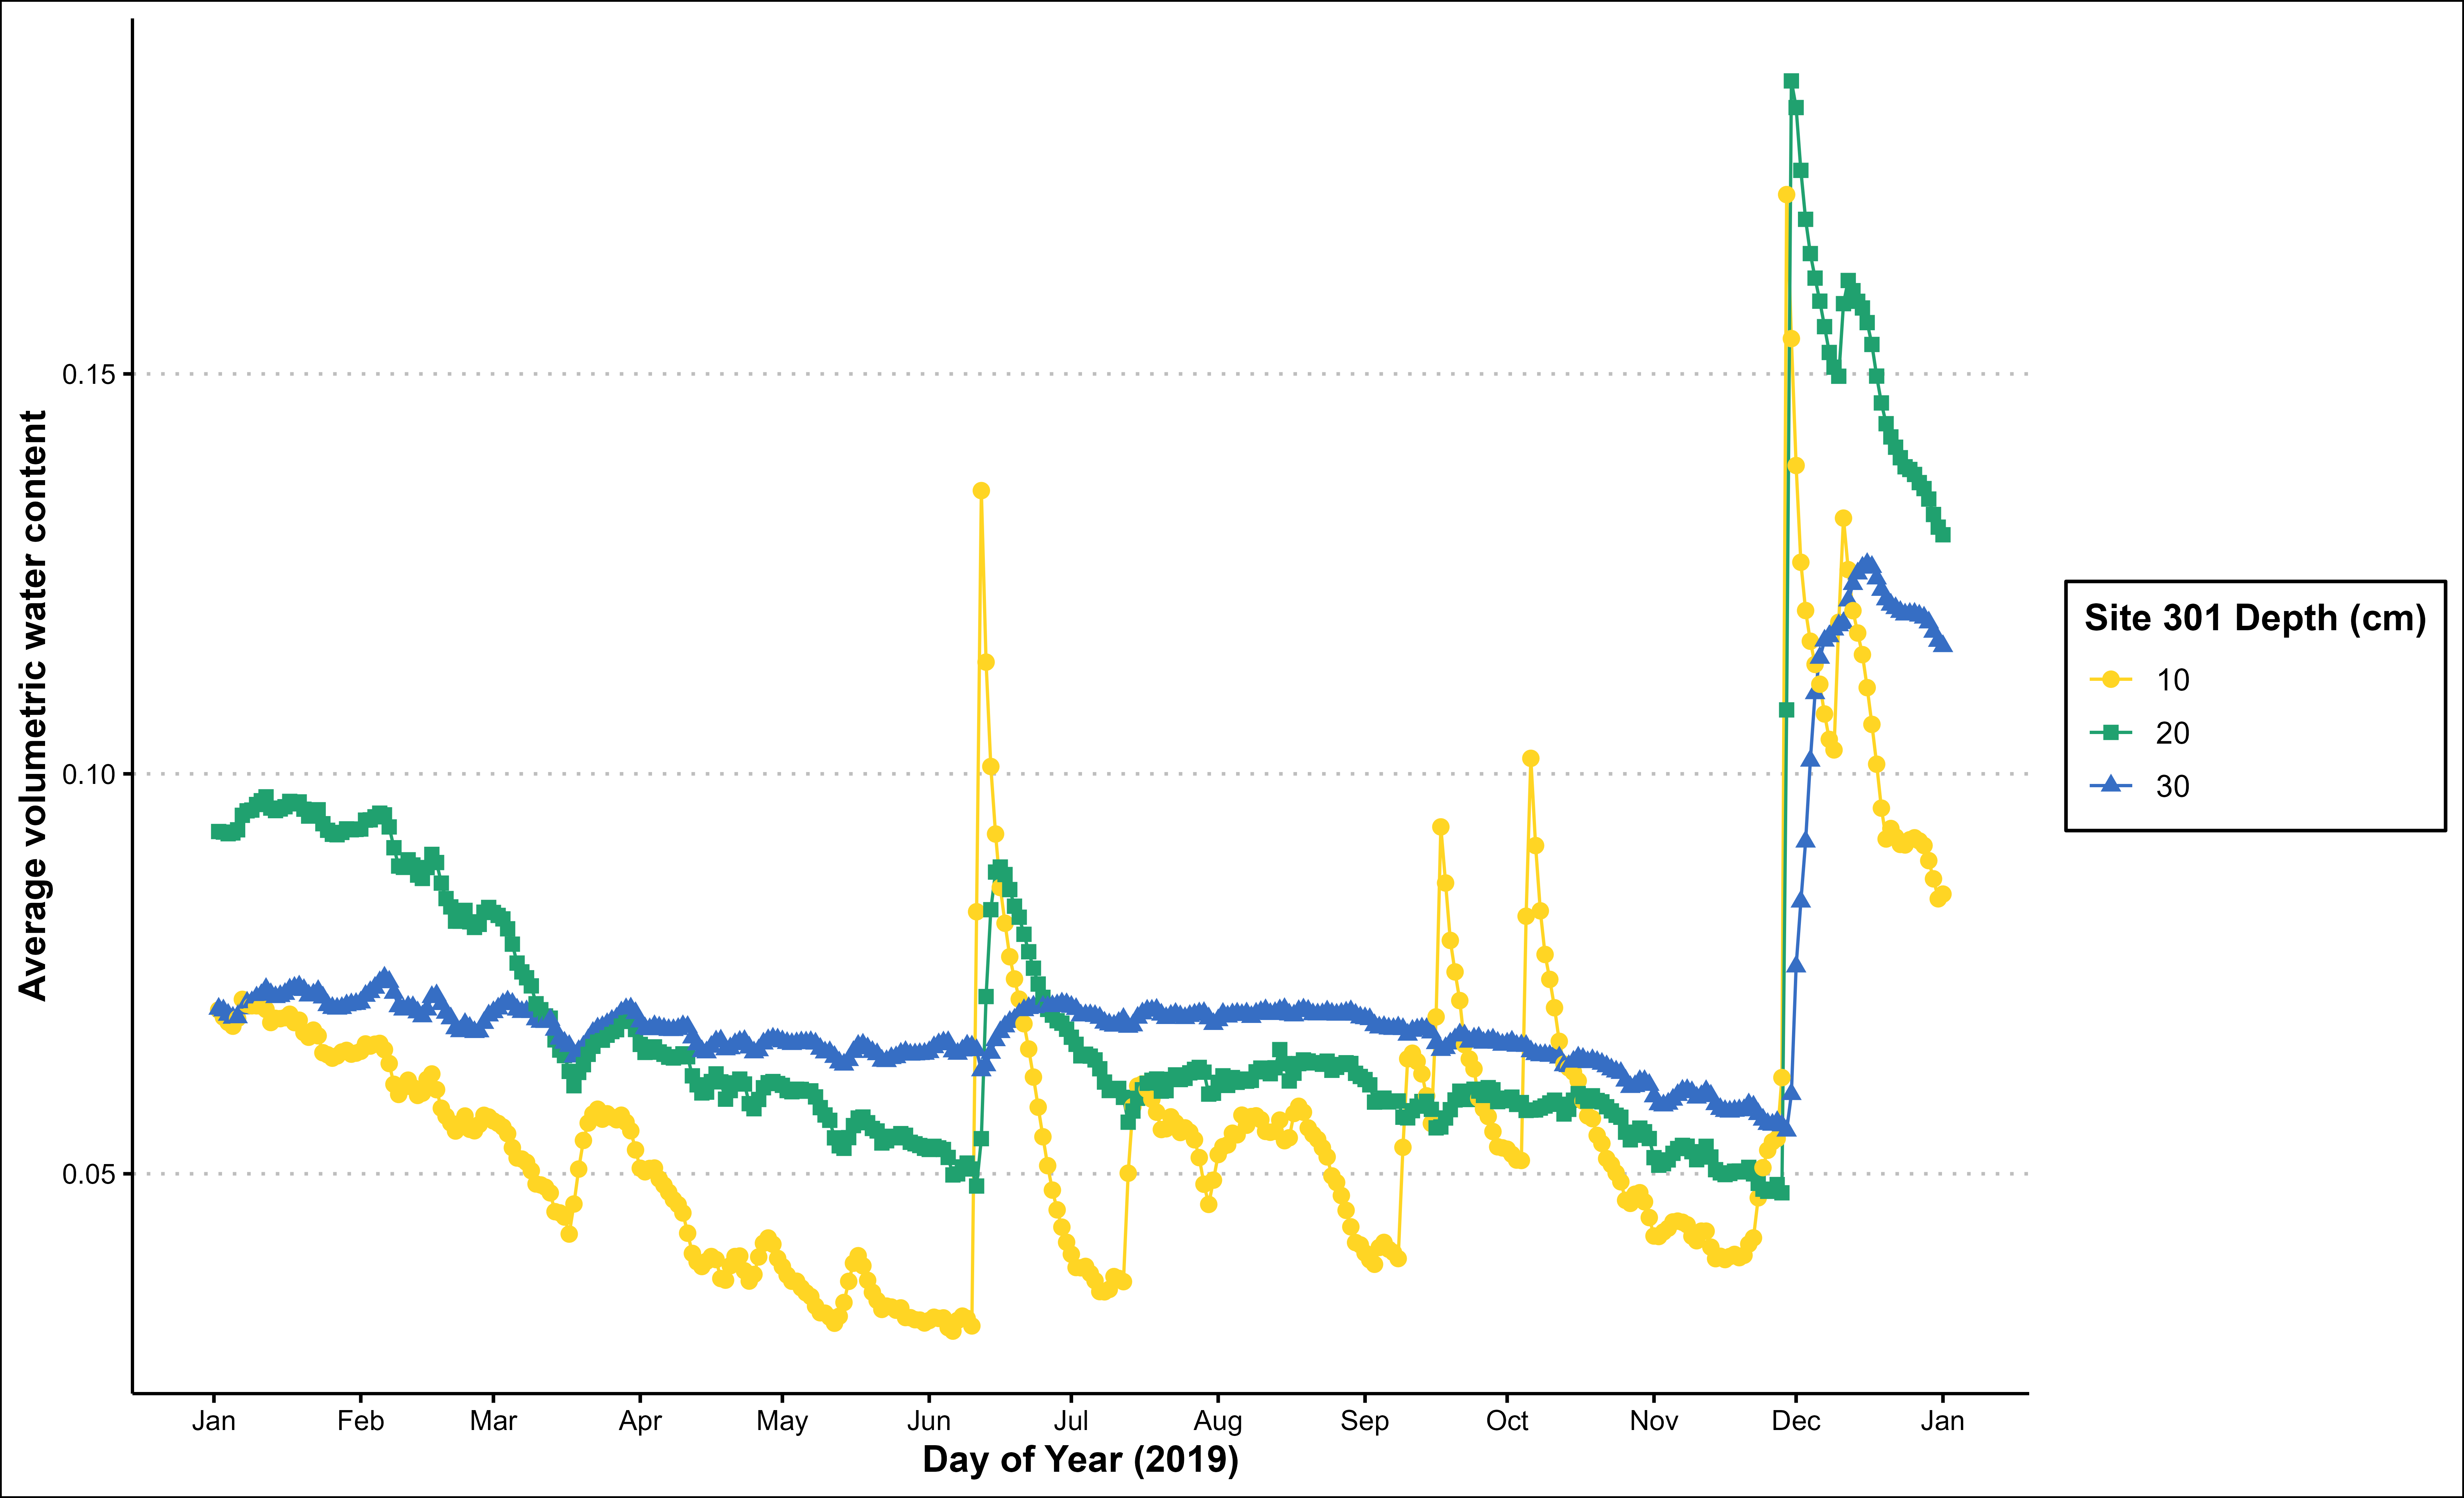 Average volumetric water content
0.15
0.10
0.05
Jan Feb Mar Apr May Jun Jul Aug Sep Oct Nov Dec Jan
Day of Year (2019)
Site 301 Depth (cm)
10
20
30